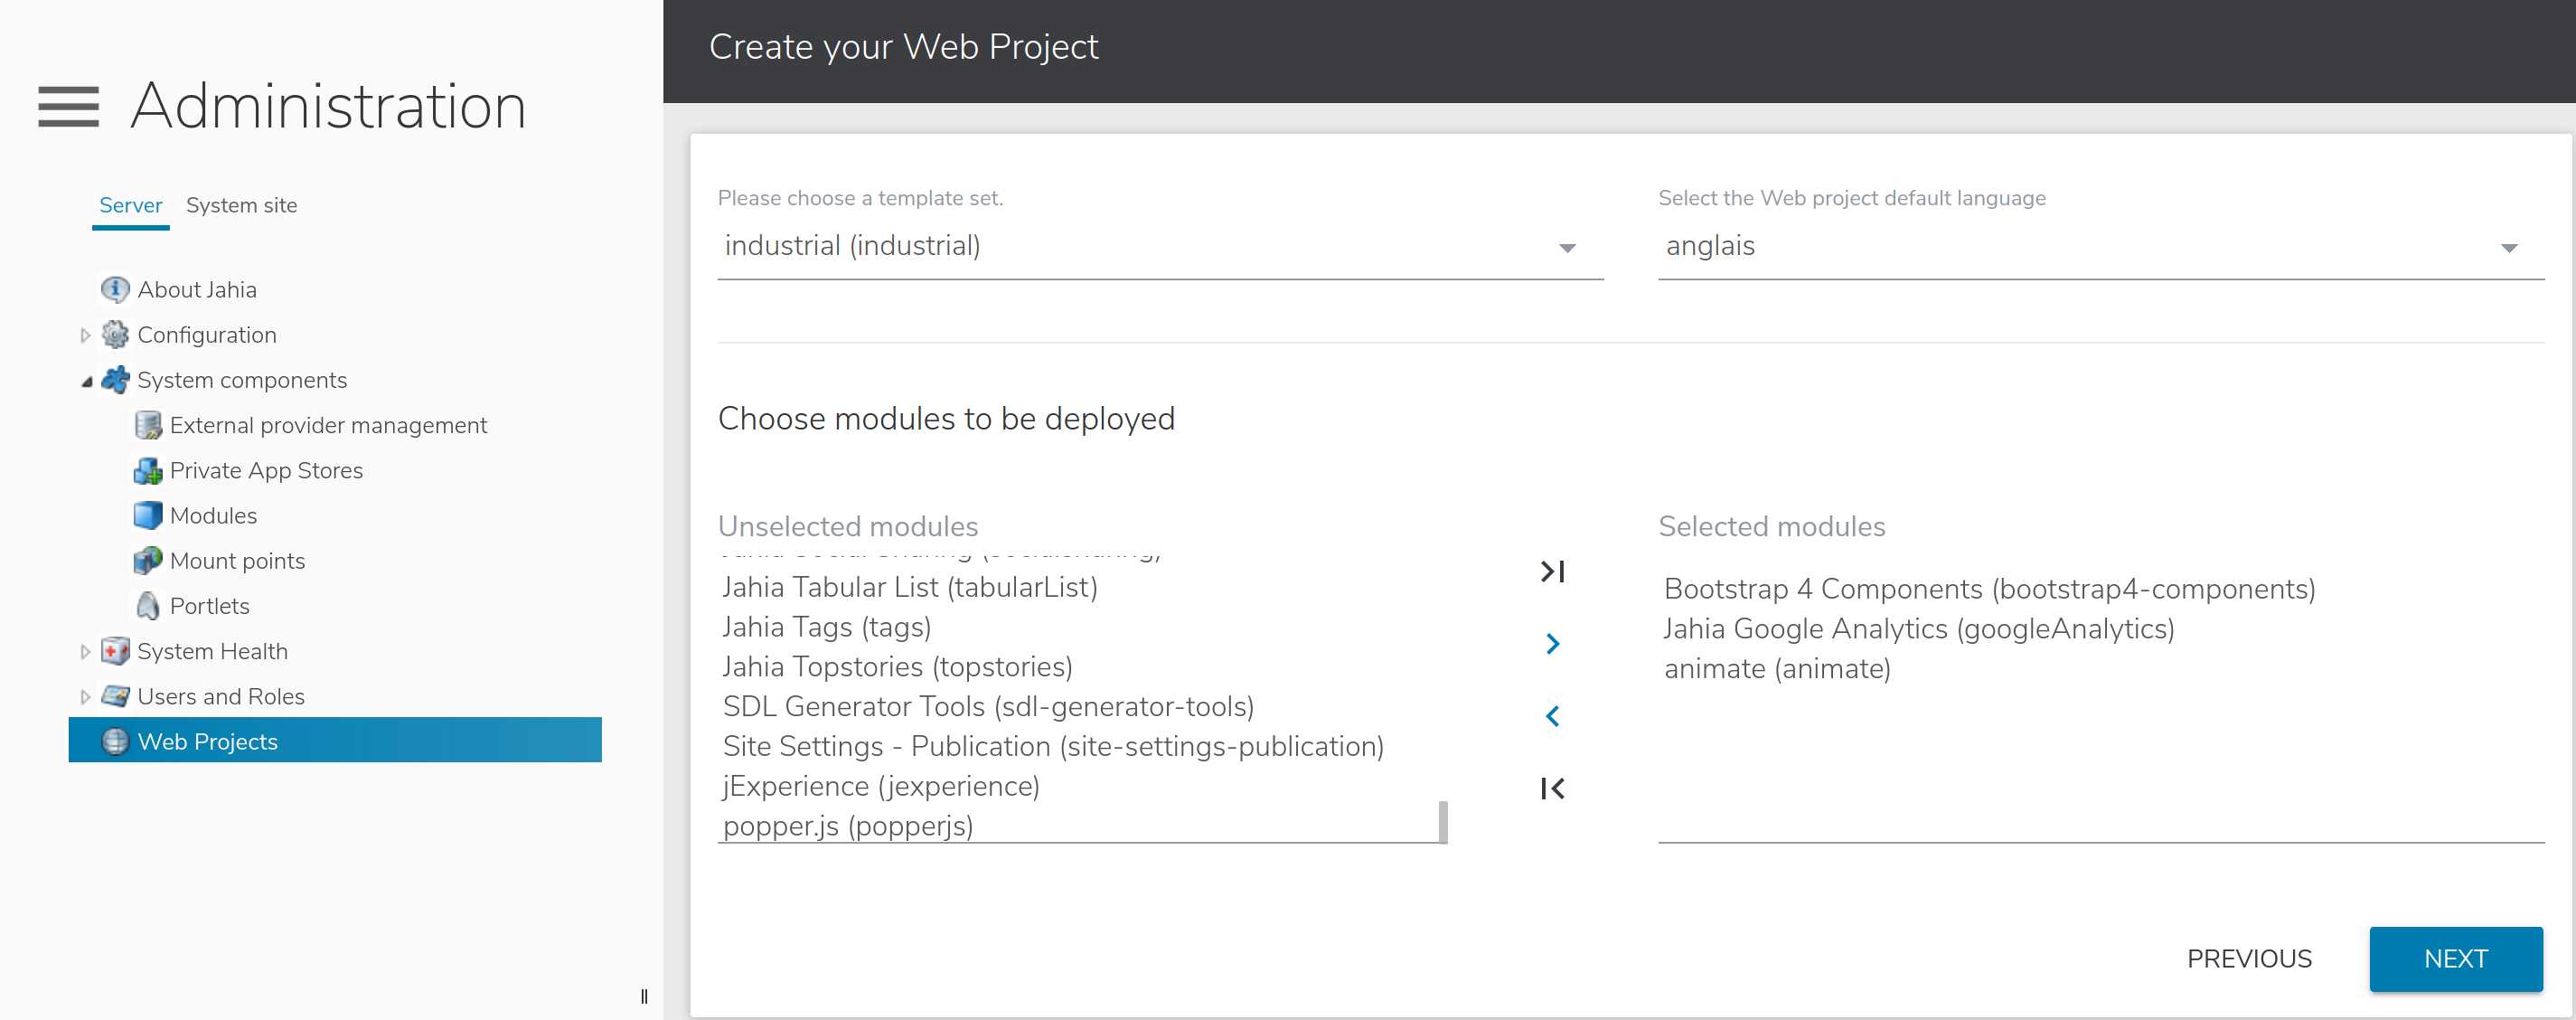 Administration
Server
System site
About Jahia
Configuration
System components
External provider management
Private App Stores
Modules
Mount points
Portlets
System Health
Users and Roles
Web Projects
Create your Web Project
Please choose a template set.
industrial (industrial)
Select the Web project default language
anglais
Choose modules to be deployed
Unselected modules
Jahia Social Sharing (socialsharing)
Jahia Tabular List (tabularList)
Jahia Tags (tags)
Jahia Topstories (topstories)
SDL Generator Tools (sdl-generator-tools)
Site Settings - Publication (site-settings-publication)
jExperience (jexperience)
popper.js (popperjs)
Selected modules
Bootstrap 4 Components (bootstrap4-components)
Jahia Google Analytics (googleAnalytics)
animate (animate)
PREVIOUS
NEXT